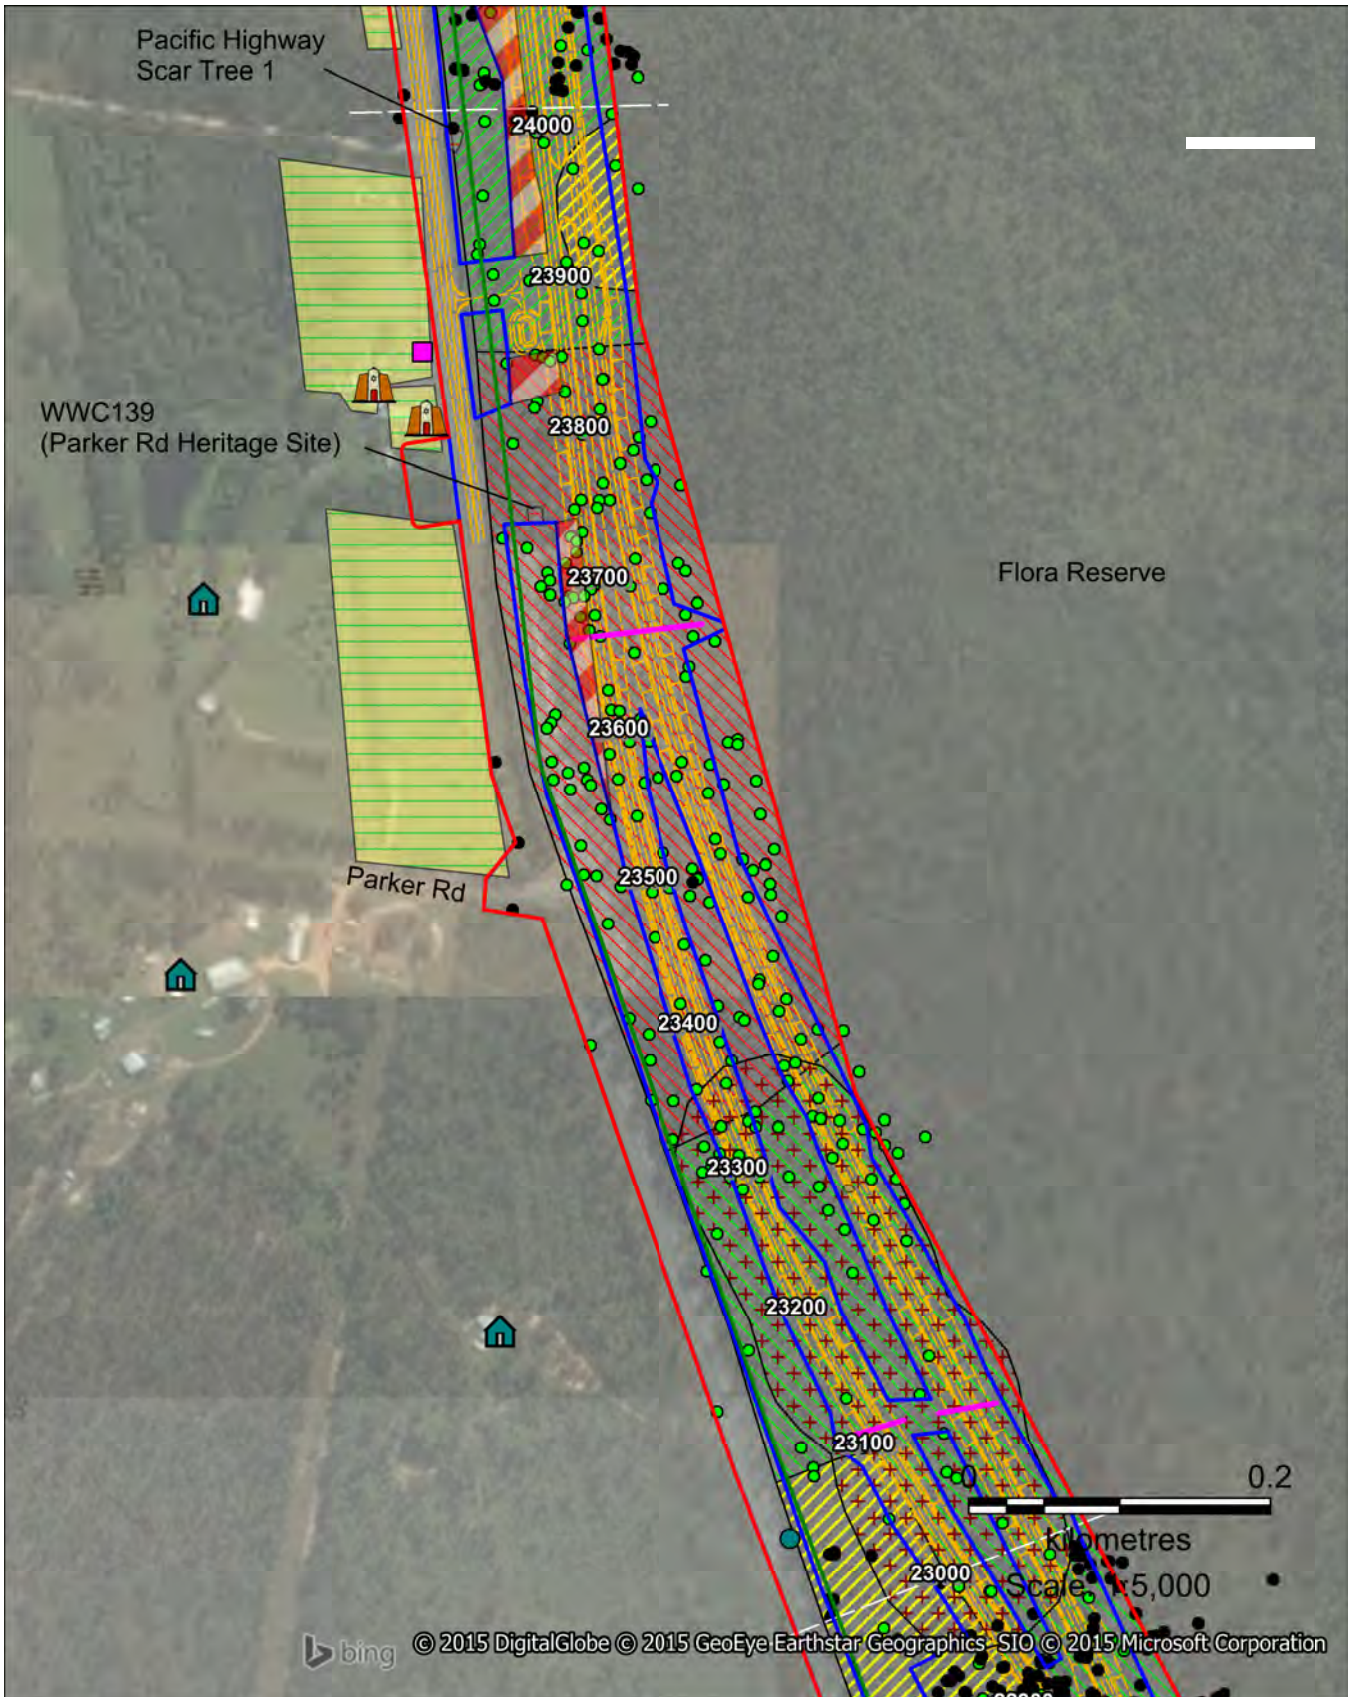 Pacific Highway
Scar Tree 1
24000
23900
WWC139
(Parker Rd Heritage Site)
23800
23700
Flora Reserve
23600
23500
Parker Rd
23400
23300
23200
23100
0 0.2
kilometres
23000
Scale 1:5,000
bing © 2015 DigitalGlobe © 2015 GeoEye Earthstar Geographics SIO © 2015 Microsoft Corporation